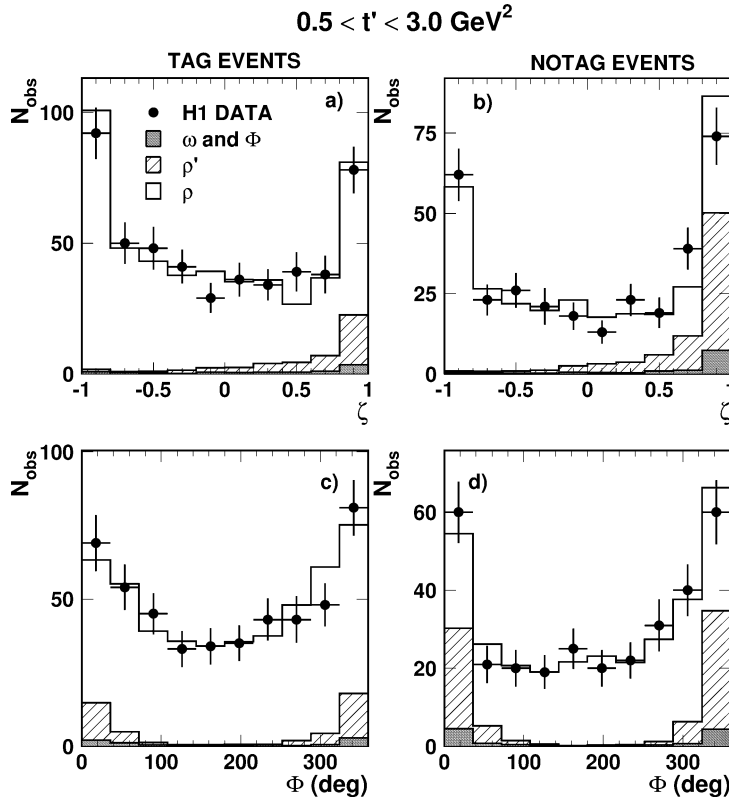 0.5 < t' < 3.0 GeV²
TAG EVENTS
NOTAG EVENTS
N_obs
100
50
0
a)
H1 DATA
ω and Φ
ρ'
ρ
-1 -0.5 0 0.5 1
ζ
N_obs
75
50
25
0
b)
-1 -0.5 0 0.5 1
ζ
N_obs
100
50
0
c)
0 100 200 300
Φ (deg)
N_obs
60
40
20
0
d)
0 100 200 300
Φ (deg)